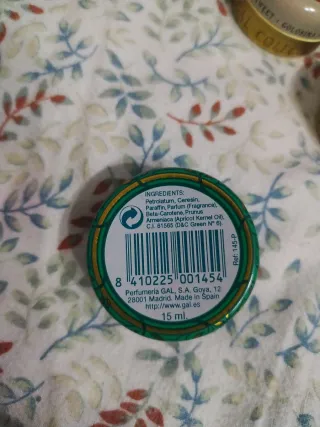 INGREDIENTS:
Petrolatum, Ceresin,
Paraffin, Parfum (Fragrance),
Beta-Carotene, Prunus
Armeniaca (Apricot Kernel Oil),
C.I. 61565 (D&C Green Nº 6).
Ref: 145-P
8 410225 001454
Perfumería GAL, S.A. Goya, 12
28001 Madrid. Made in Spain
http://www.gal.es
15 ml.